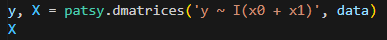 y, X = patsy.dmatrices('y ~ I(x0 + x1)', data)
X